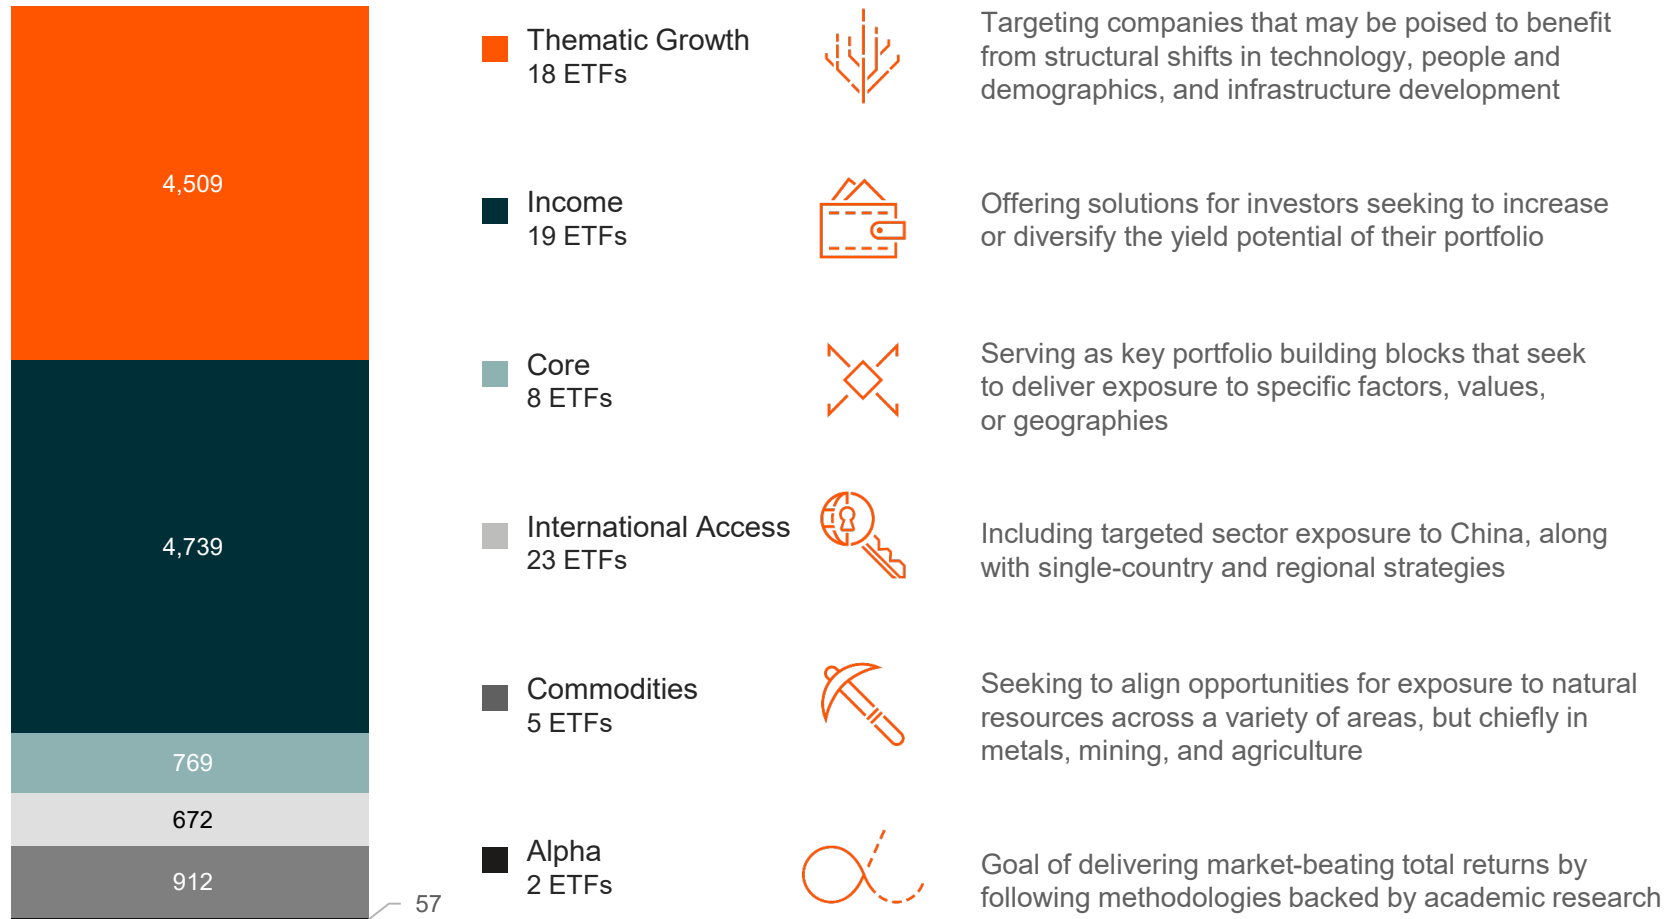 4,509
4,739
769
672
912
57
Thematic Growth
18 ETFs
Targeting companies that may be poised to benefit
from structural shifts in technology, people and
demographics, and infrastructure development
Income
19 ETFs
Offering solutions for investors seeking to increase
or diversify the yield potential of their portfolio
Core
8 ETFs
Serving as key portfolio building blocks that seek
to deliver exposure to specific factors, values,
or geographies
International Access
23 ETFs
Including targeted sector exposure to China, along
with single-country and regional strategies
Commodities
5 ETFs
Seeking to align opportunities for exposure to natural
resources across a variety of areas, but chiefly in
metals, mining, and agriculture
Alpha
2 ETFs
Goal of delivering market-beating total returns by
following methodologies backed by academic research